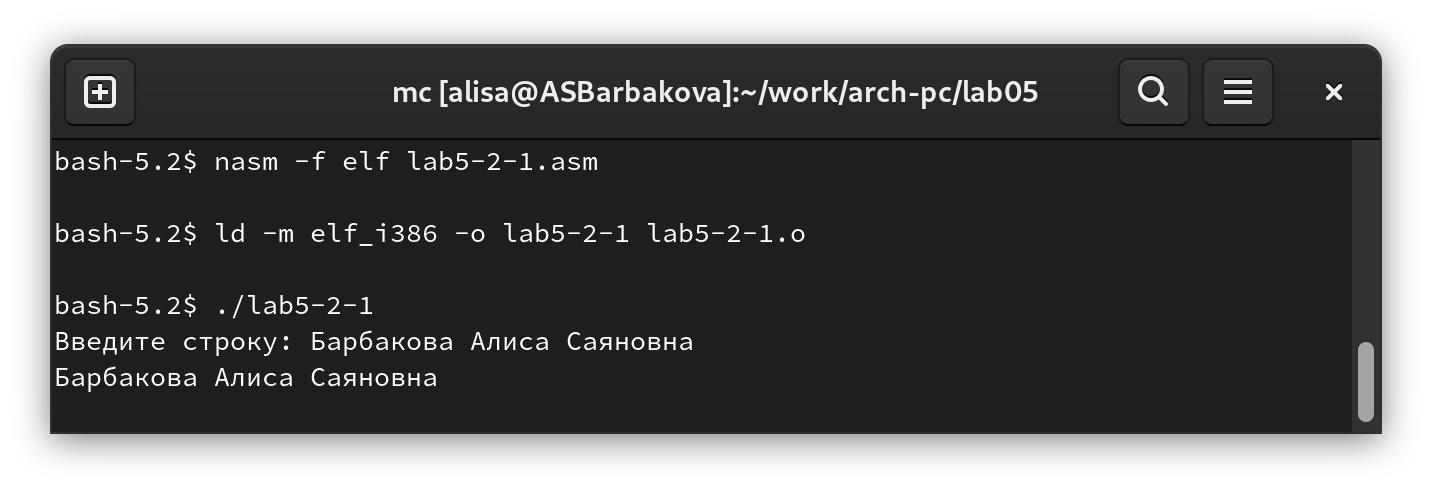 mc [alisa@ASBarbakova]:~/work/arch-pc/lab05
bash-5.2$ nasm -f elf lab5-2-1.asm
bash-5.2$ ld -m elf_i386 -o lab5-2-1 lab5-2-1.o
bash-5.2$ ./lab5-2-1
Введите строку: Барбакова Алиса Саяновна
Барбакова Алиса Саяновна